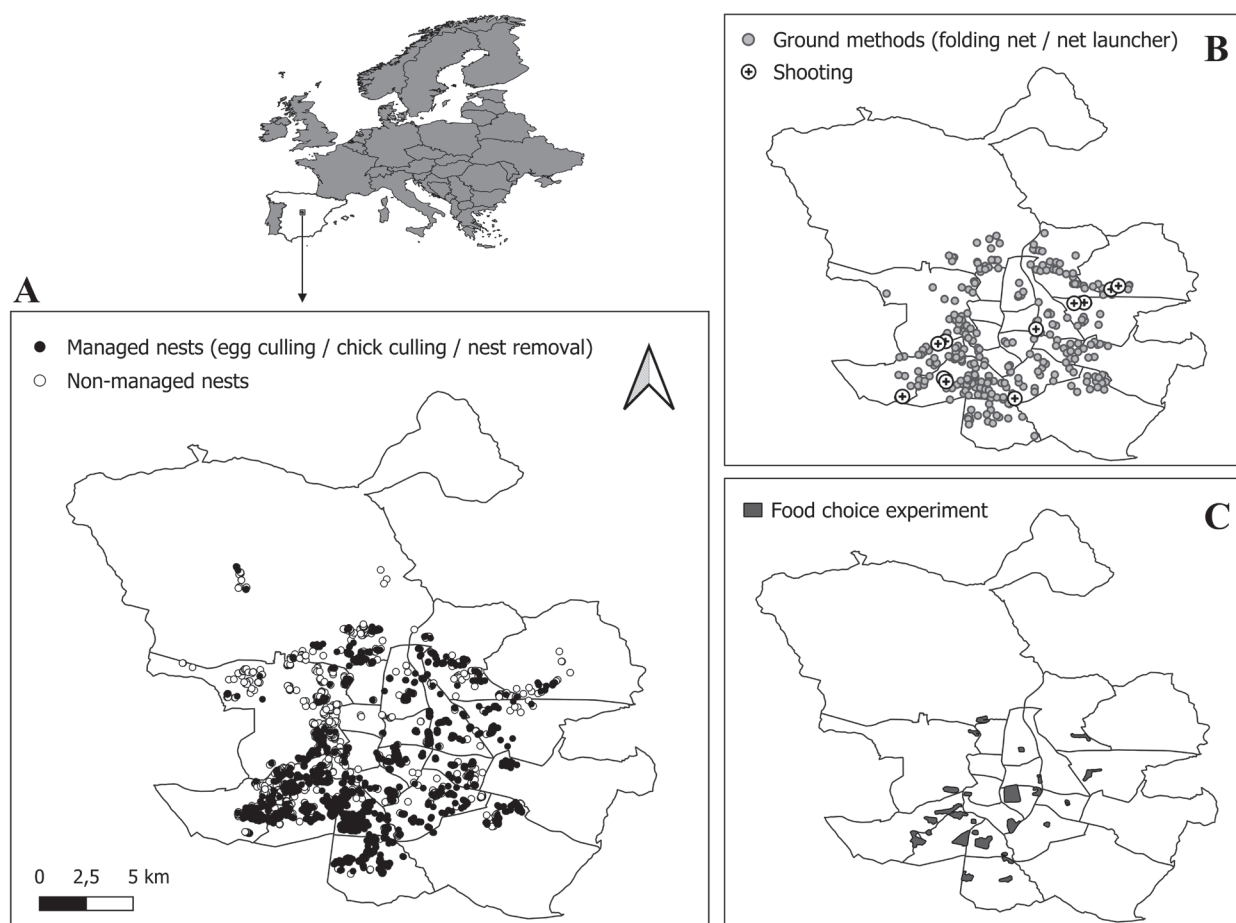 A
Managed nests (egg culling / chick culling / nest removal)
Non-managed nests
0 2,5 5 km
Ground methods (folding net / net launcher)
Shooting
B
Food choice experiment
C